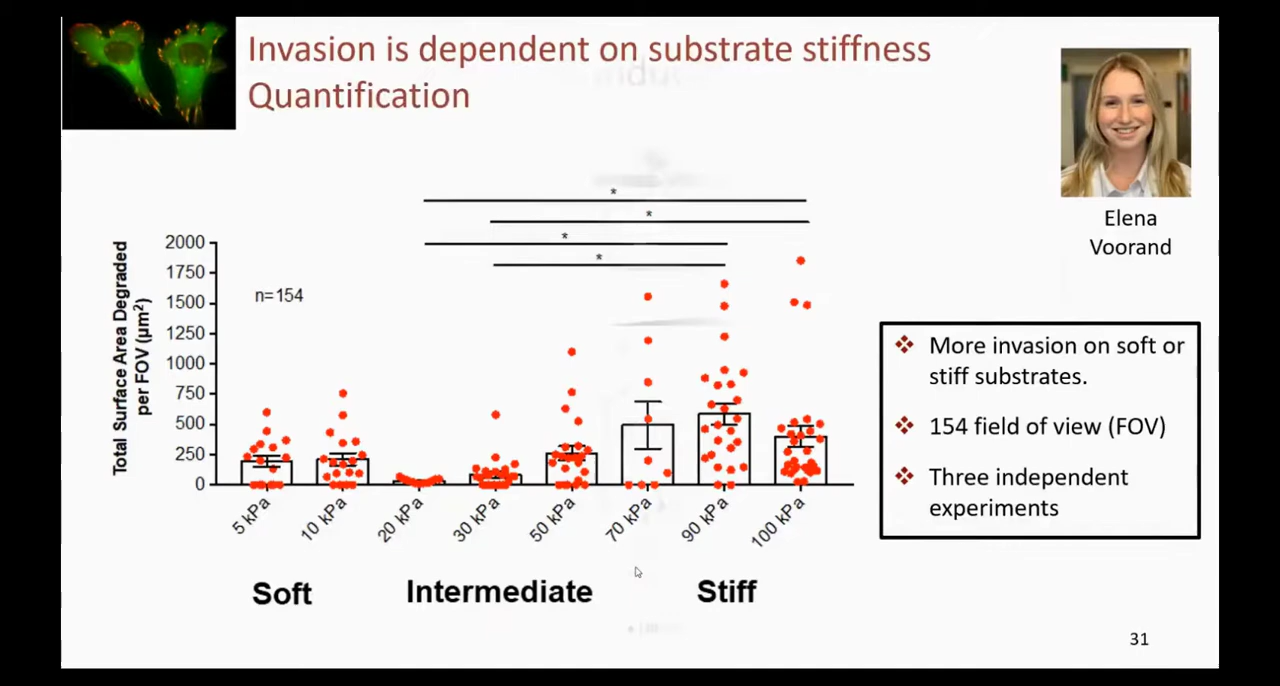 Invasion is dependent on substrate stiffness
Quantification
Elena
Voorand
*
*
*
*
Total Surface Area Degraded
per FOV (µm²)
2000
1750
1500
1250
1000
750
500
250
0
n=154
5 kPa
10 kPa
20 kPa
30 kPa
50 kPa
70 kPa
90 kPa
100 kPa
Soft
Intermediate
Stiff
❖ More invasion on soft or
stiff substrates.
❖ 154 field of view (FOV)
❖ Three independent
experiments
31